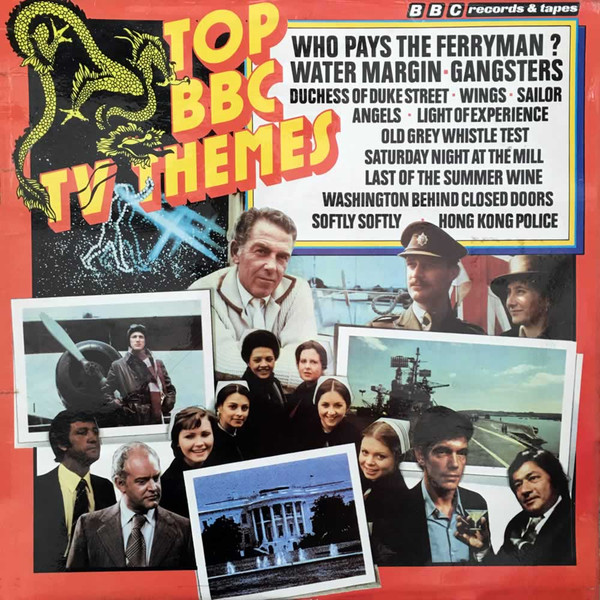 BBC records & tapes
TOP
BBC
TV THEMES
WHO PAYS THE FERRYMAN ?
WATER MARGIN · GANGSTERS
DUCHESS OF DUKE STREET · WINGS · SAILOR
ANGELS · LIGHT OF EXPERIENCE
OLD GREY WHISTLE TEST
SATURDAY NIGHT AT THE MILL
LAST OF THE SUMMER WINE
WASHINGTON BEHIND CLOSED DOORS
SOFTLY SOFTLY · HONG KONG POLICE